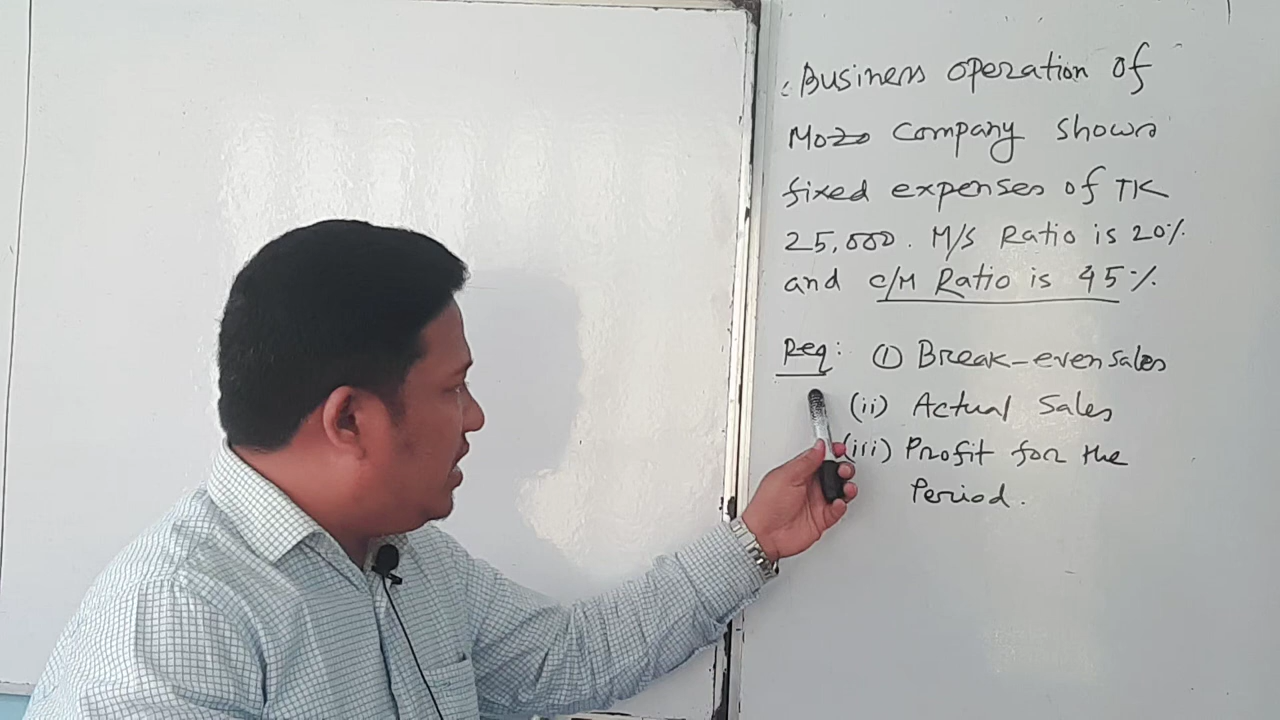 Business operation of
Mozo Company shows
fixed expenses of TK
25,000. M/S Ratio is 20%
and C/M Ratio is 45%.
Req: (i) Break-even sales
(ii) Actual Sales
(iii) Profit for the
Period.